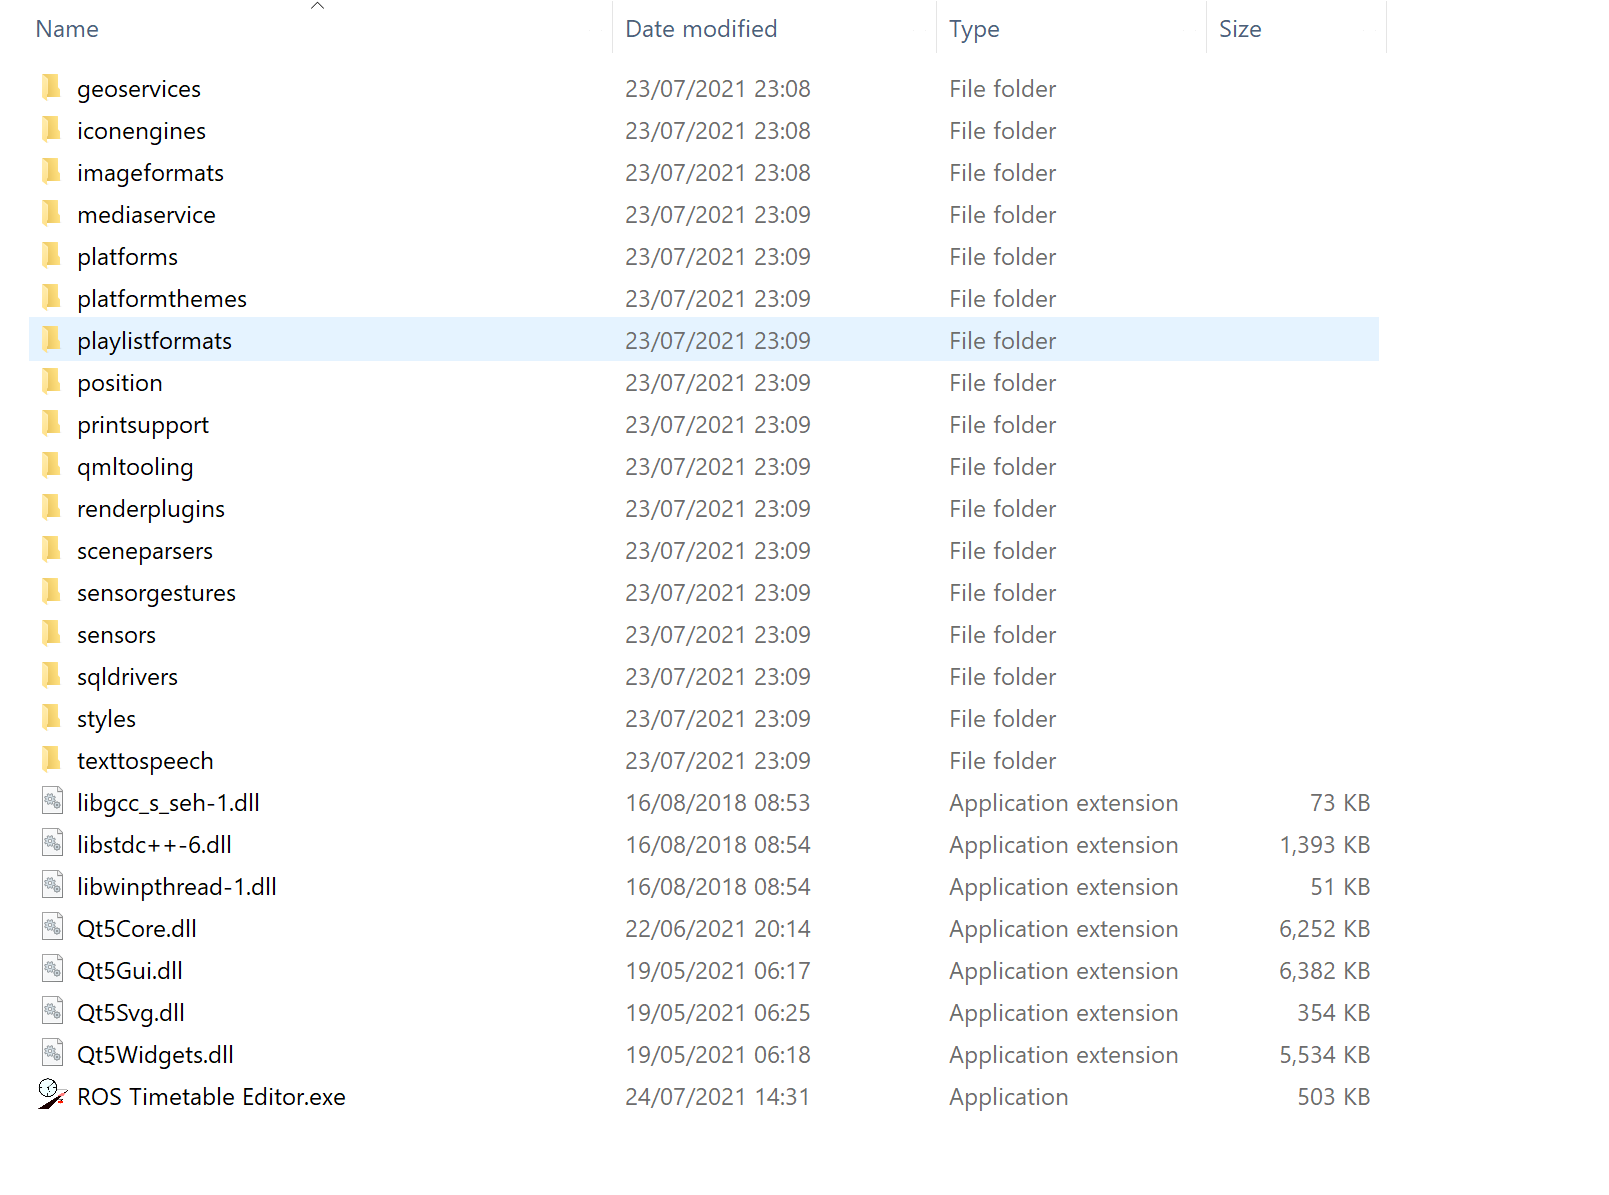 Name Date modified Type Size
geoservices 23/07/2021 23:08 File folder
iconengines 23/07/2021 23:08 File folder
imageformats 23/07/2021 23:08 File folder
mediaservice 23/07/2021 23:09 File folder
platforms 23/07/2021 23:09 File folder
platformthemes 23/07/2021 23:09 File folder
playlistformats 23/07/2021 23:09 File folder
position 23/07/2021 23:09 File folder
printsupport 23/07/2021 23:09 File folder
qmltooling 23/07/2021 23:09 File folder
renderplugins 23/07/2021 23:09 File folder
sceneparsers 23/07/2021 23:09 File folder
sensorgestures 23/07/2021 23:09 File folder
sensors 23/07/2021 23:09 File folder
sqldrivers 23/07/2021 23:09 File folder
styles 23/07/2021 23:09 File folder
texttospeech 23/07/2021 23:09 File folder
libgcc_s_seh-1.dll 16/08/2018 08:53 Application extension 73 KB
libstdc++-6.dll 16/08/2018 08:54 Application extension 1,393 KB
libwinpthread-1.dll 16/08/2018 08:54 Application extension 51 KB
Qt5Core.dll 22/06/2021 20:14 Application extension 6,252 KB
Qt5Gui.dll 19/05/2021 06:17 Application extension 6,382 KB
Qt5Svg.dll 19/05/2021 06:25 Application extension 354 KB
Qt5Widgets.dll 19/05/2021 06:18 Application extension 5,534 KB
ROS Timetable Editor.exe 24/07/2021 14:31 Application 503 KB